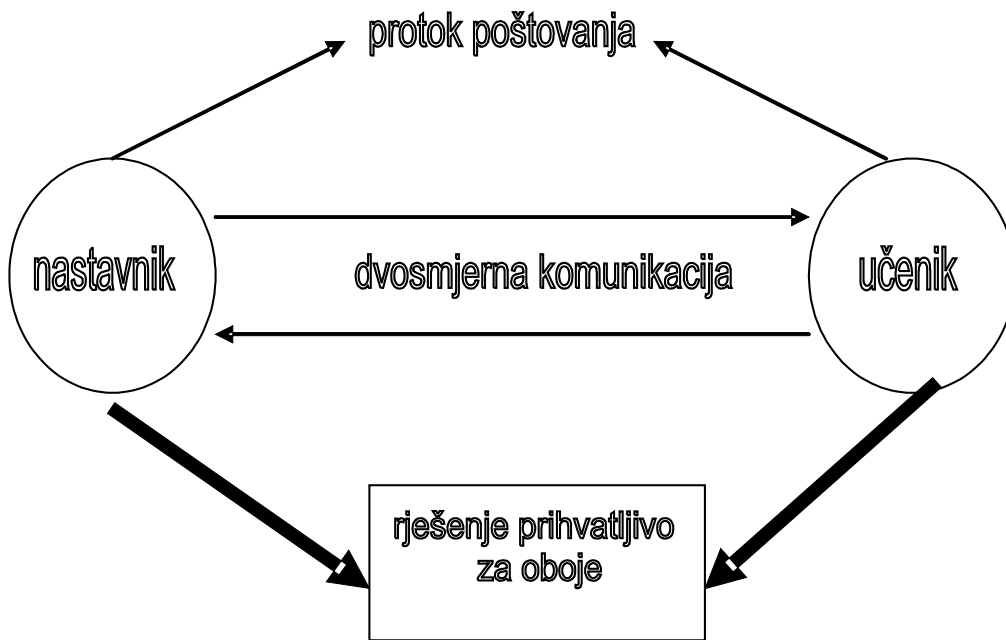 protok poštovanja
nastavnik
dvosmjerna komunikacija
učenik
rješenje prihvatljivo
za oboje